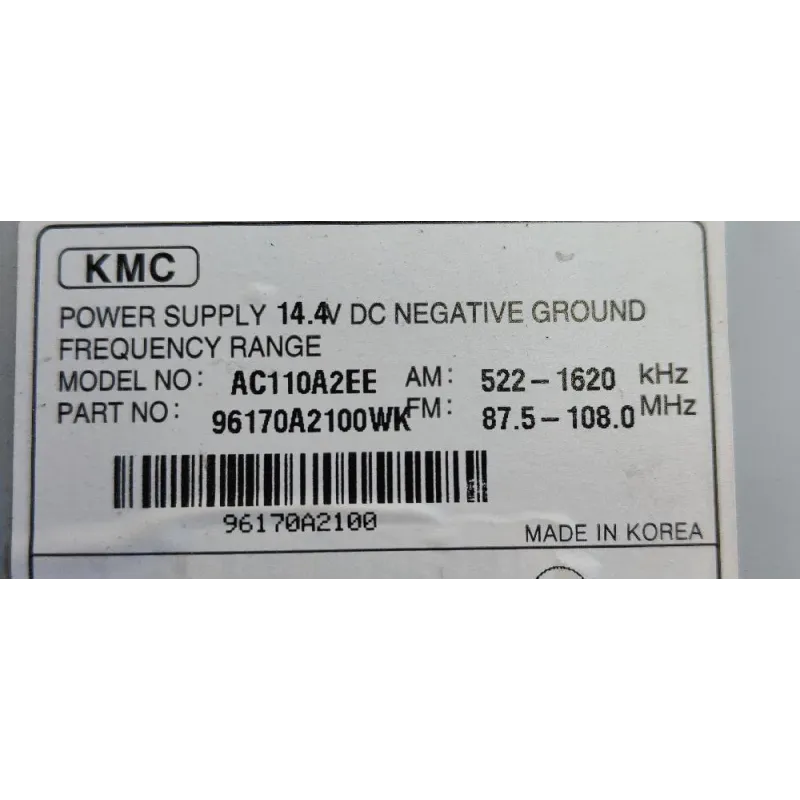 KMC
POWER SUPPLY 14.4V DC NEGATIVE GROUND
FREQUENCY RANGE
MODEL NO: AC110A2EE AM: 522-1620 kHz
PART NO: 96170A2100WK FM: 87.5-108.0 MHz
96170A2100
MADE IN KOREA